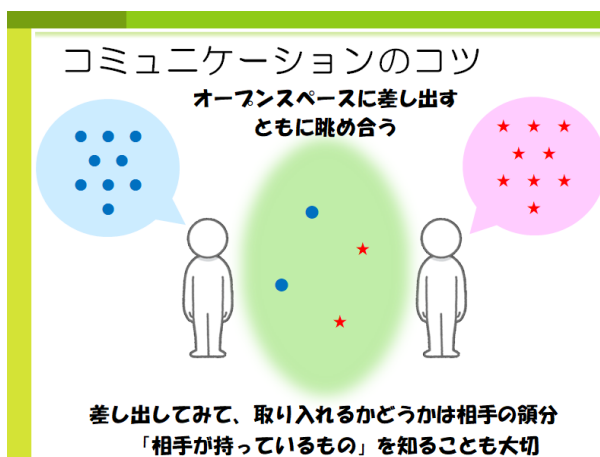 コミュニケーションのコツ
オープンスペースに差し出す
ともに眺め合う
差し出してみて、取り入れるかどうかは相手の領分
「相手が持っているもの」を知ることも大切